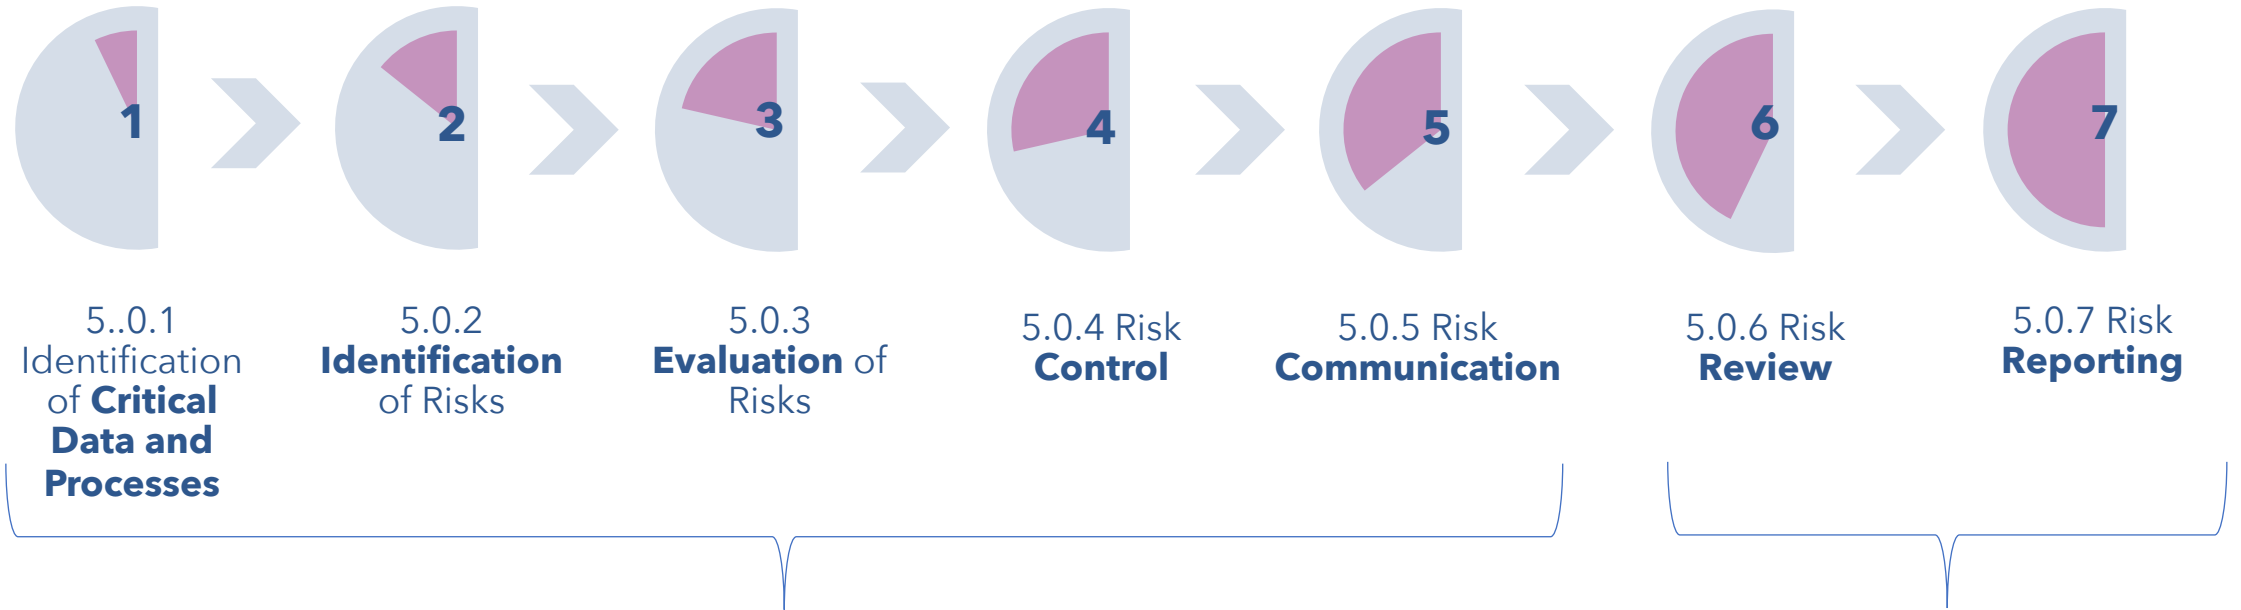 1
2
3
4
5
6
7
5..0.1
Identification
of Critical
Data and
Processes
5.0.2
Identification
of Risks
5.0.3
Evaluation of
Risks
5.0.4 Risk
Control
5.0.5 Risk
Communication
5.0.6 Risk
Review
5.0.7 Risk
Reporting